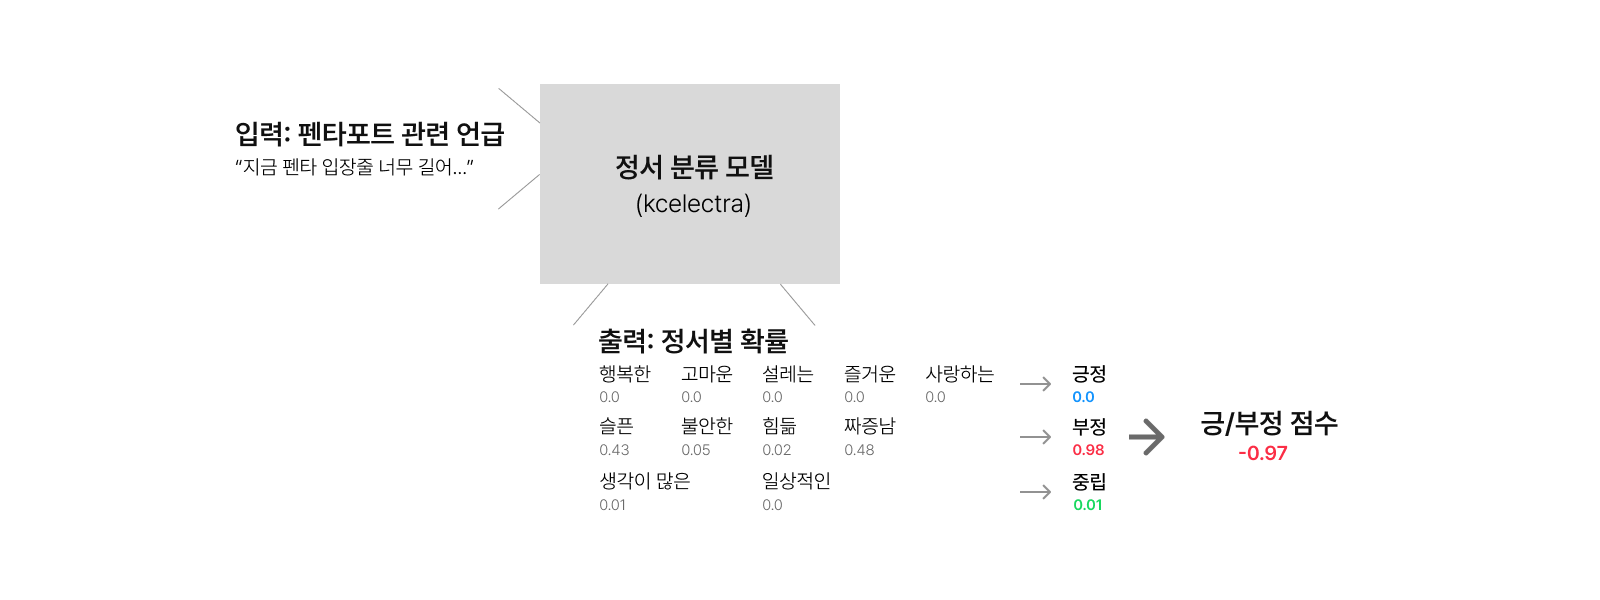 입력: 펜타포트 관련 언급
“지금 펜타 입장줄 너무 길어...”
정서 분류 모델
(kcelectra)
출력: 정서별 확률
행복한 고마운 설레는 즐거운 사랑하는 긍정
0.0 0.0 0.0 0.0 0.0 0.0
슬픈 불안한 힘듦 짜증남 부정
0.43 0.05 0.02 0.48 0.98
생각이 많은 일상적인 중립
0.01 0.0 0.01
긍/부정 점수
-0.97